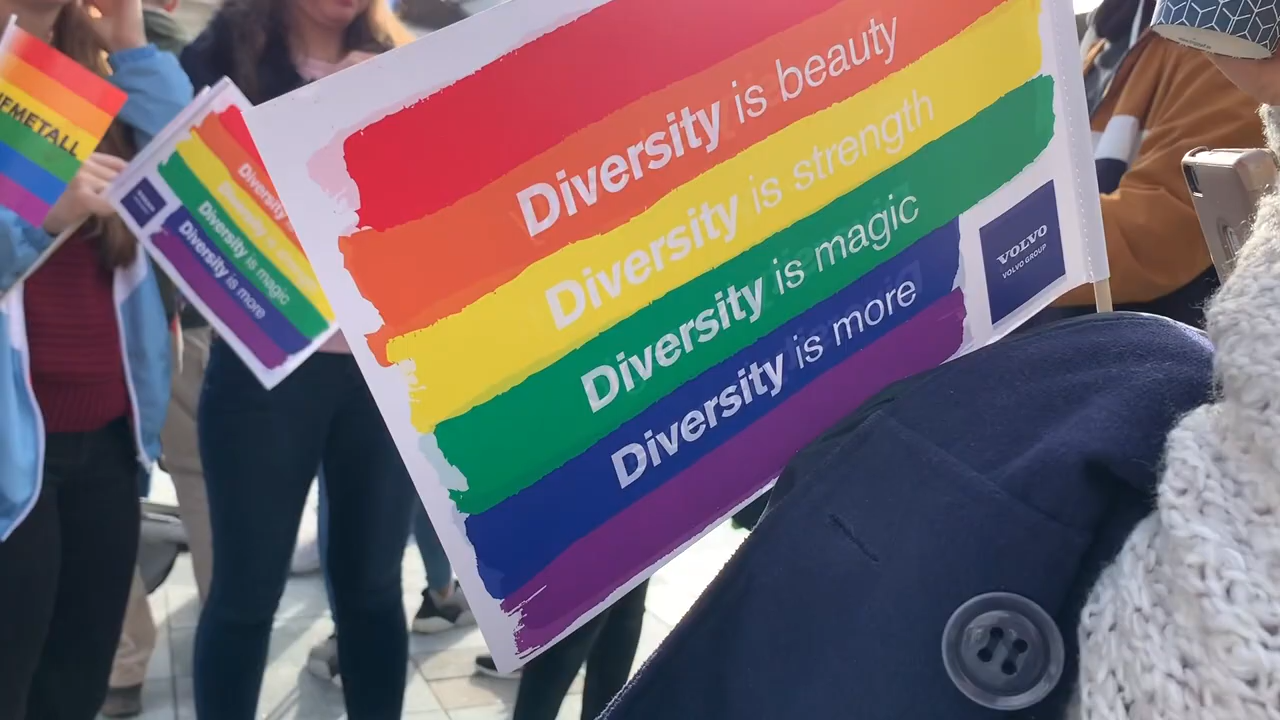 Diversity is beauty
Diversity is strength
Diversity is magic
Diversity is more
VOLVO
VOLVO GROUP
Diversity
Diversity is magic
Diversity is more